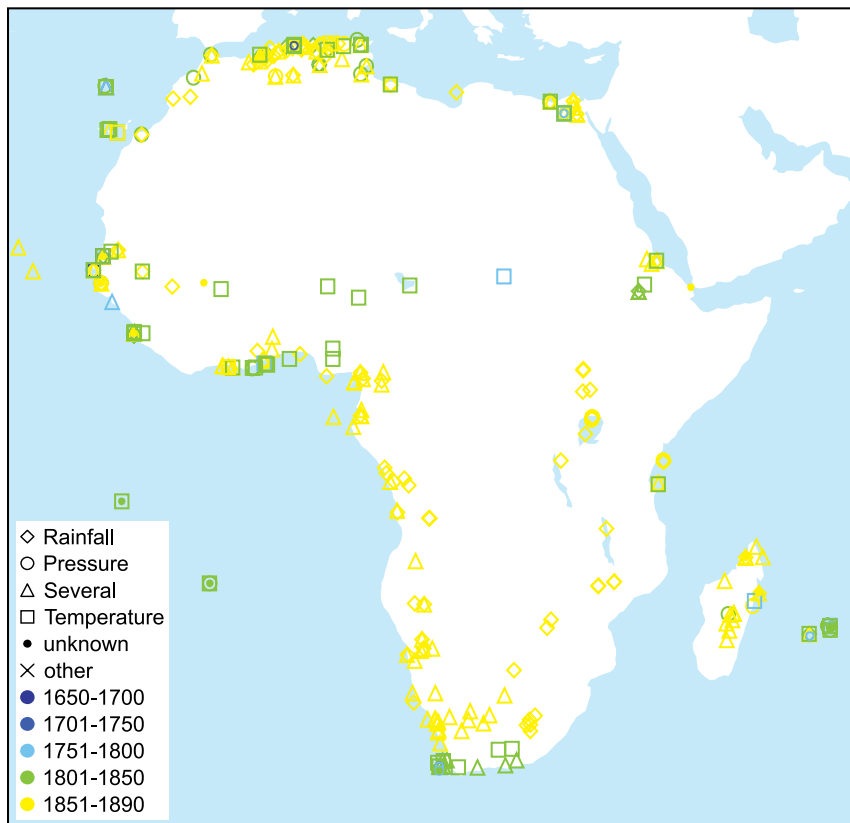 Rainfall
Pressure
Several
Temperature
unknown
other
1650-1700
1701-1750
1751-1800
1801-1850
1851-1890